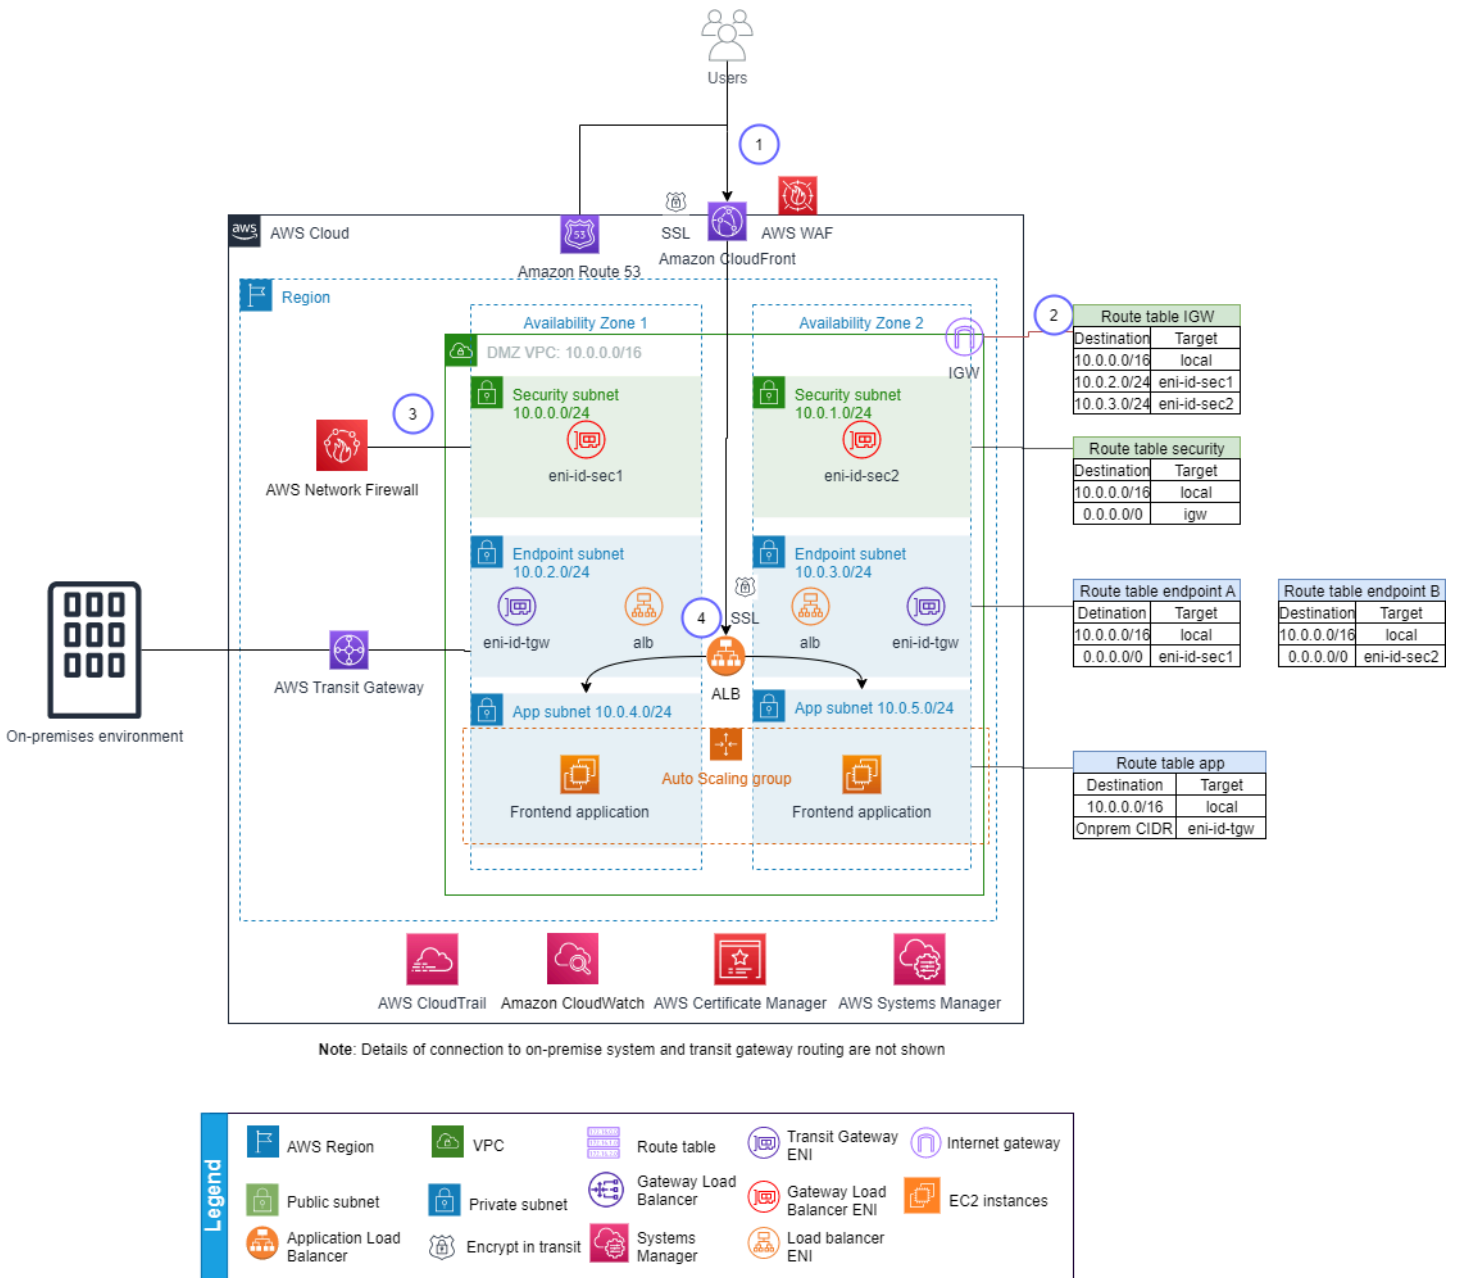 Users
1
aws
AWS Cloud
53
Amazon Route 53
SSL
Amazon CloudFront
AWS WAF
Region
Availability Zone 1
Availability Zone 2
DMZ VPC: 10.0.0.0/16
IGW
2
Route table IGW
Destination Target
10.0.0.0/16 local
10.0.2.0/24 eni-id-sec1
10.0.3.0/24 eni-id-sec2
Security subnet
10.0.0.0/24
eni-id-sec1
Security subnet
10.0.1.0/24
eni-id-sec2
3
AWS Network Firewall
Route table security
Destination Target
10.0.0.0/16 local
0.0.0.0/0 igw
Endpoint subnet
10.0.2.0/24
eni-id-tgw
alb
Endpoint subnet
10.0.3.0/24
alb
eni-id-tgw
4
SSL
ALB
Route table endpoint A
Detination Target
10.0.0.0/16 local
0.0.0.0/0 eni-id-sec1
Route table endpoint B
Destination Target
10.0.0.0/16 local
0.0.0.0/0 eni-id-sec2
On-premises environment
AWS Transit Gateway
App subnet 10.0.4.0/24
App subnet 10.0.5.0/24
Auto Scaling group
Frontend application
Frontend application
Route table app
Destination Target
10.0.0.0/16 local
Onprem CIDR eni-id-tgw
AWS CloudTrail
Amazon CloudWatch
AWS Certificate Manager
AWS Systems Manager
Note: Details of connection to on-premise system and transit gateway routing are not shown
Legend
AWS Region
VPC
Route table
Transit Gateway
ENI
Internet gateway
Public subnet
Private subnet
Gateway Load
Balancer
Gateway Load
Balancer ENI
EC2 instances
Application Load
Balancer
Encrypt in transit
Systems
Manager
Load balancer
ENI